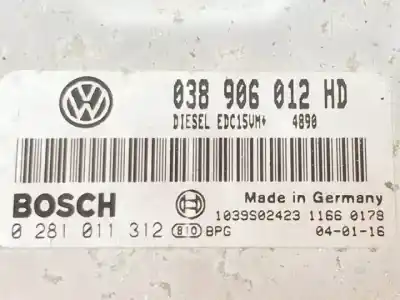 038 906 012 HD
DIESEL EDC15VM+ 4890
BOSCH
Made in Germany
1039S02423 1166 0178
0 281 011 312 810 BPG 04-01-16